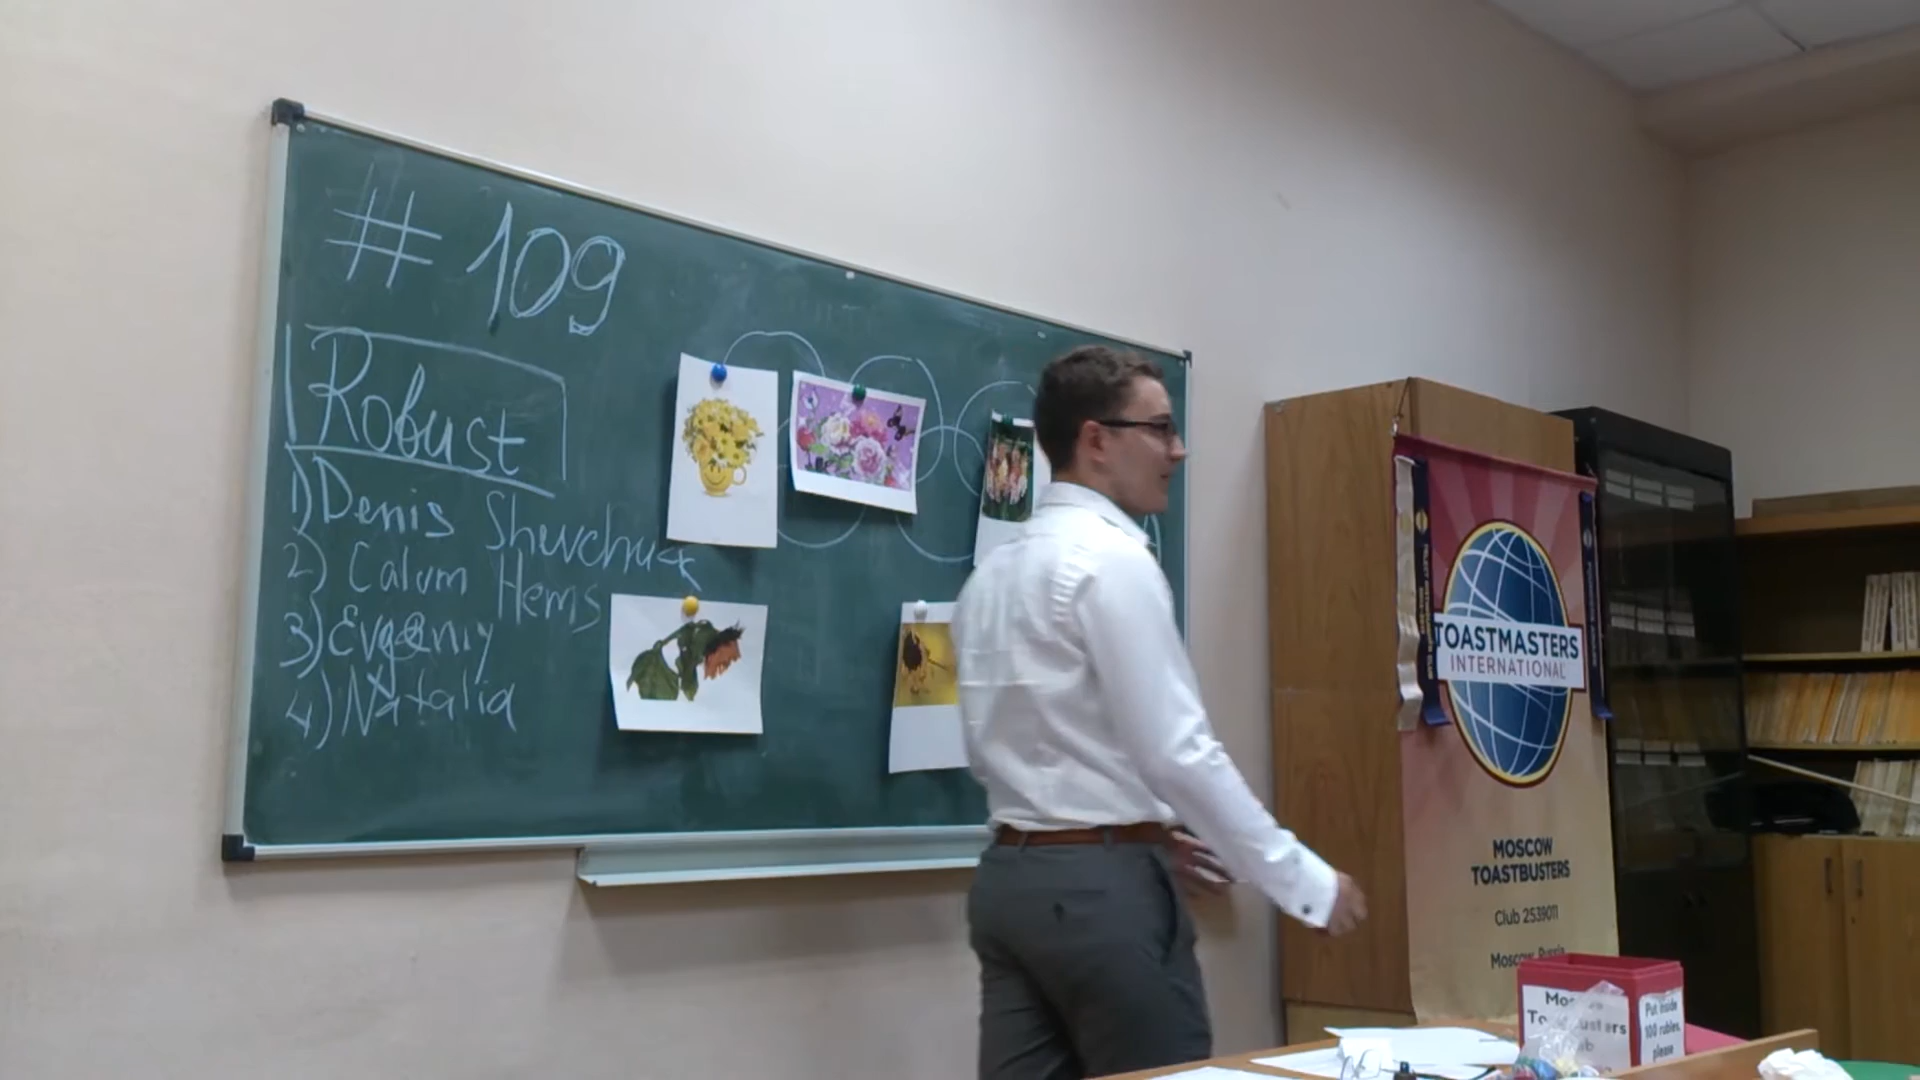 # 109
Robust
1) Denis Shevchuk
2) Calum Hems
3) Evgeniy
4) Natalia
TOASTMASTERS
INTERNATIONAL
MOSCOW
TOASTBUSTERS
Club 2539011
Moscow, Russia
Put inside
100 rubles,
please